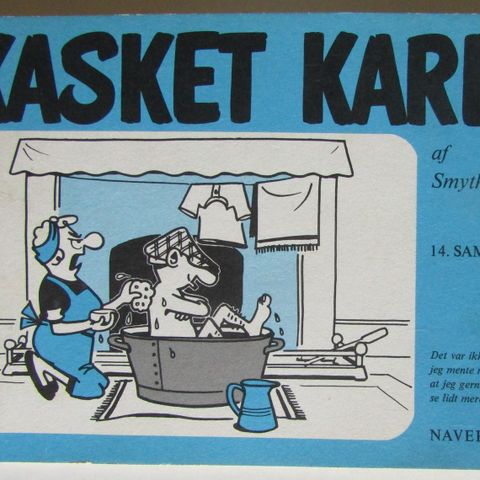 KASKET KARL
af
Smyth
14. SAM
Det var ikk
jeg mente n
at jeg gern
se lidt mere
NAVER